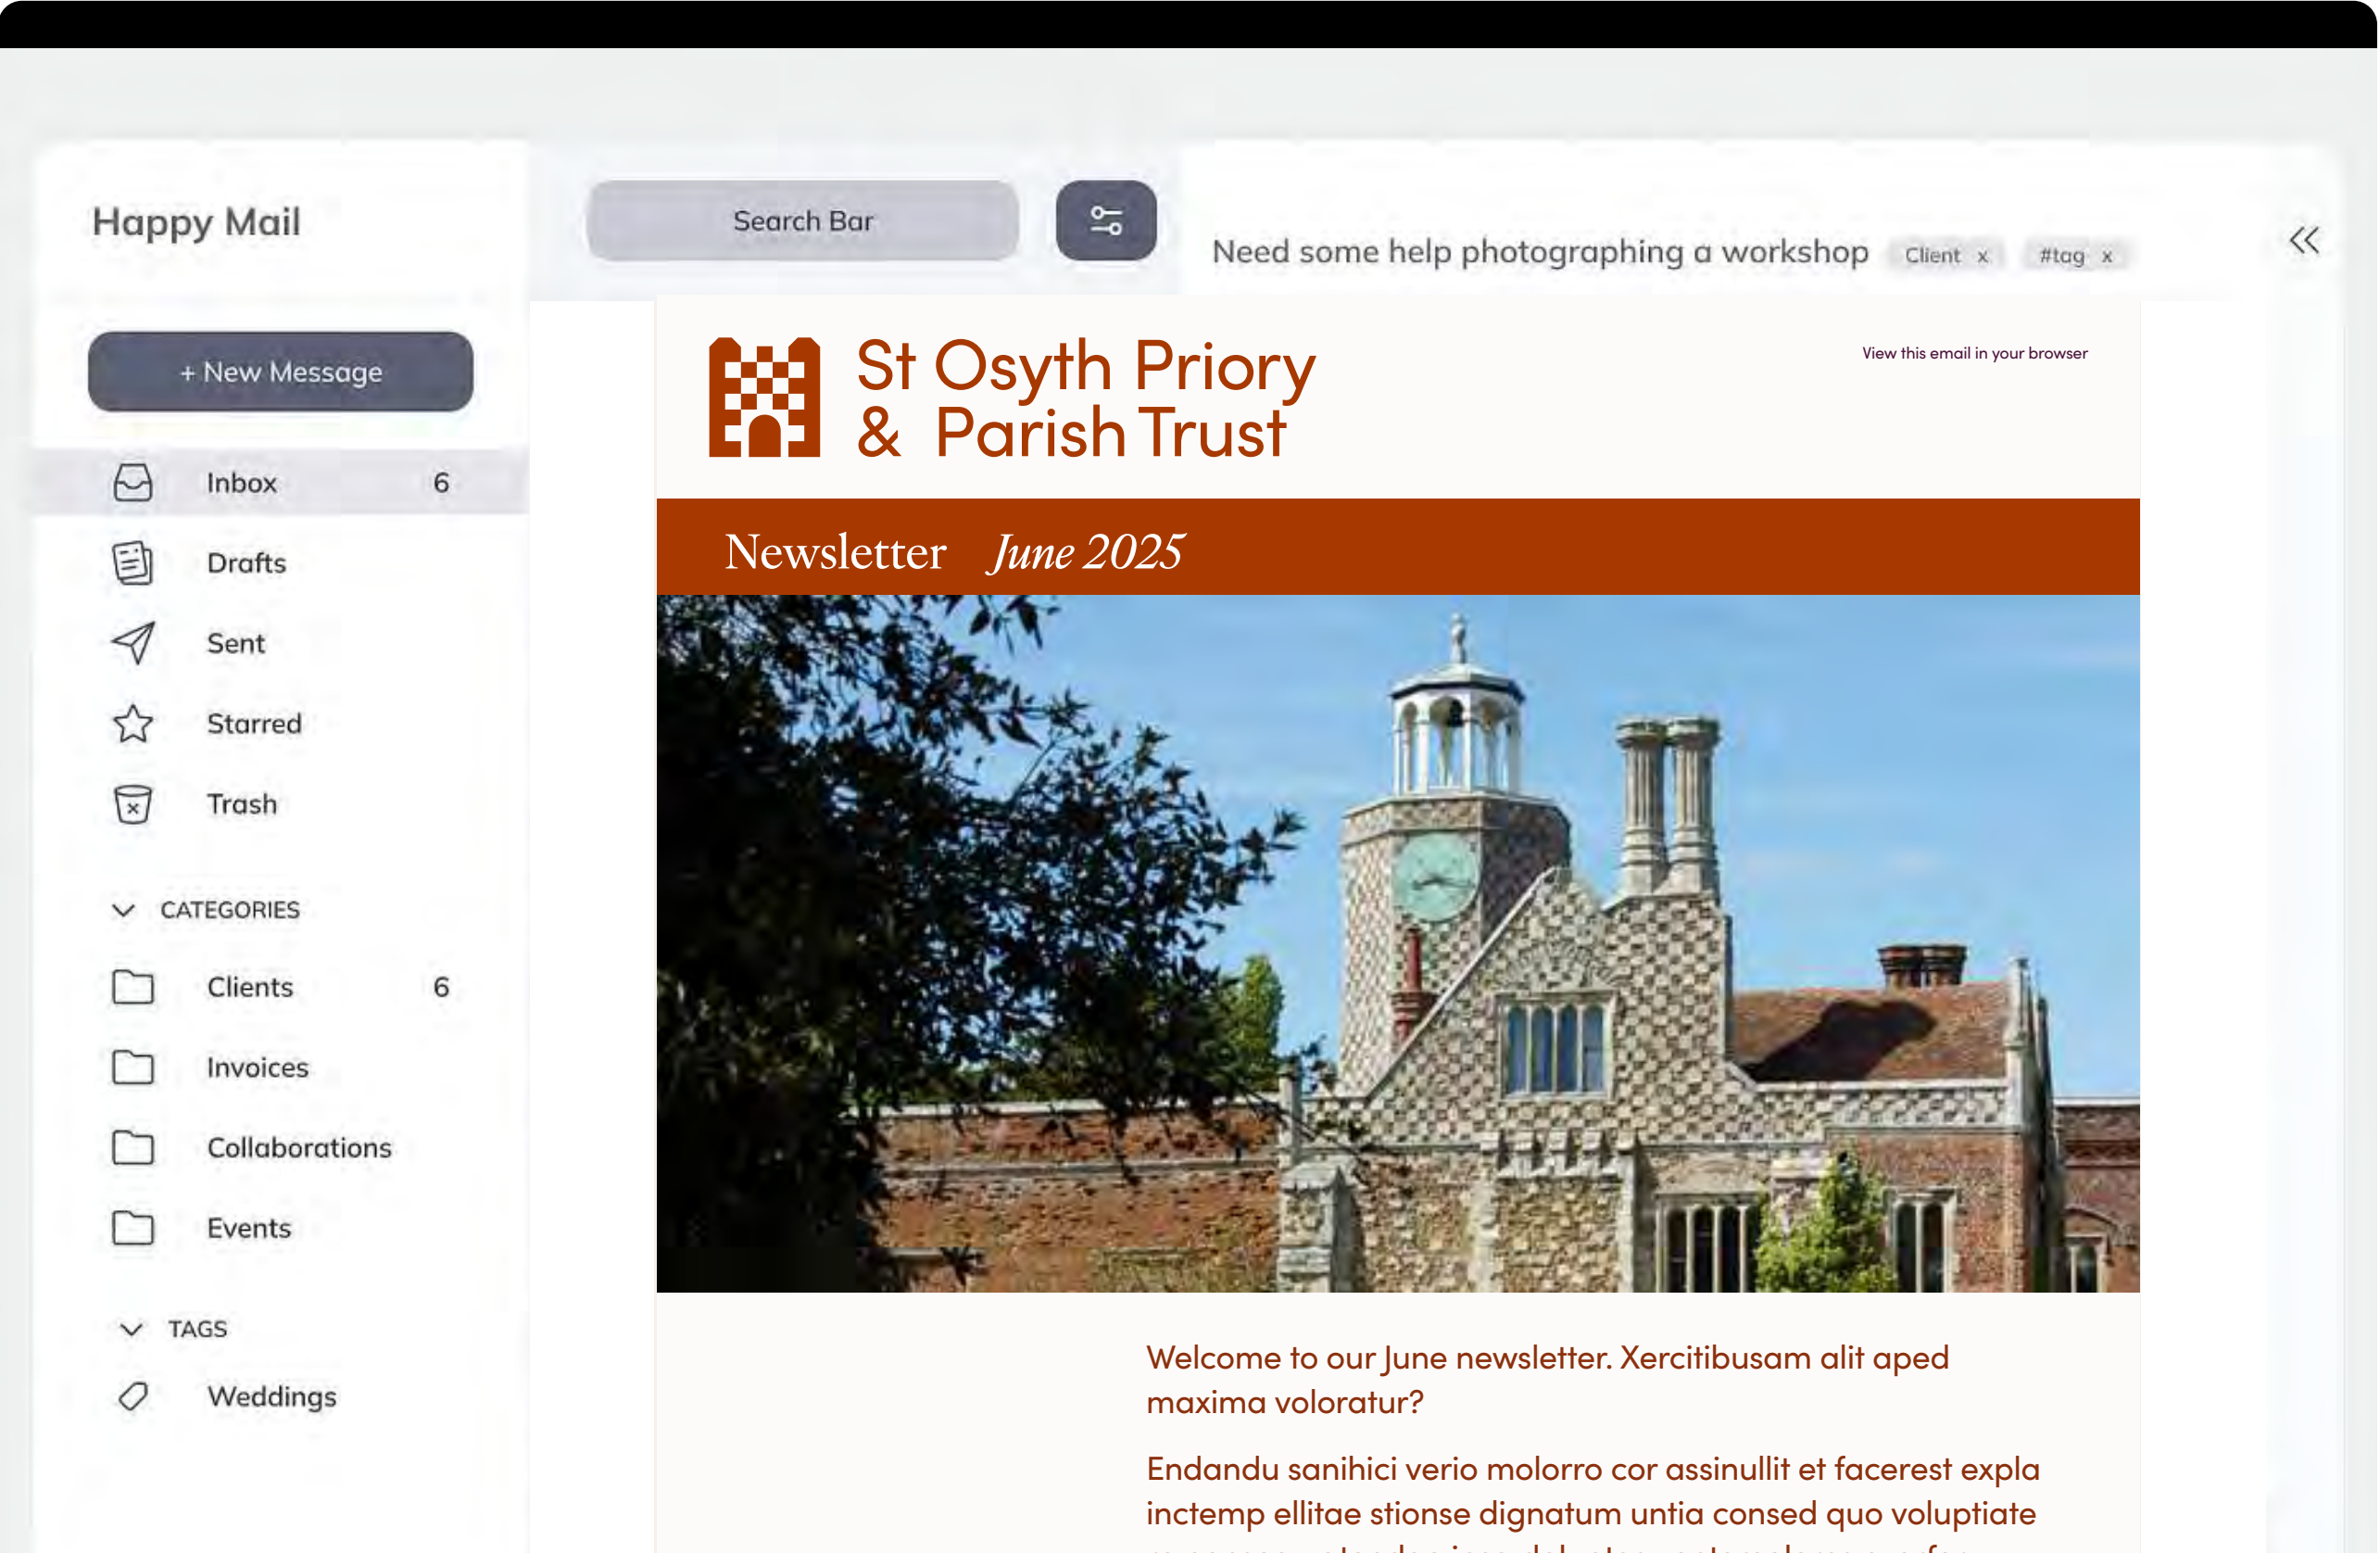 Happy Mail
+ New Message
Inbox 6
Drafts
Sent
Starred
Trash
CATEGORIES
Clients 6
Invoices
Collaborations
Events
TAGS
Weddings
Search Bar
Need some help photographing a workshop Client x #tag x
St Osyth Priory
& Parish Trust
View this email in your browser
Newsletter June 2025
Welcome to our June newsletter. Xercitibusam alit aped
maxima voloratur?
Endandu sanihici verio molorro cor assinullit et facerest expla
inctemp ellitae stionse dignatum untia consed quo voluptiate